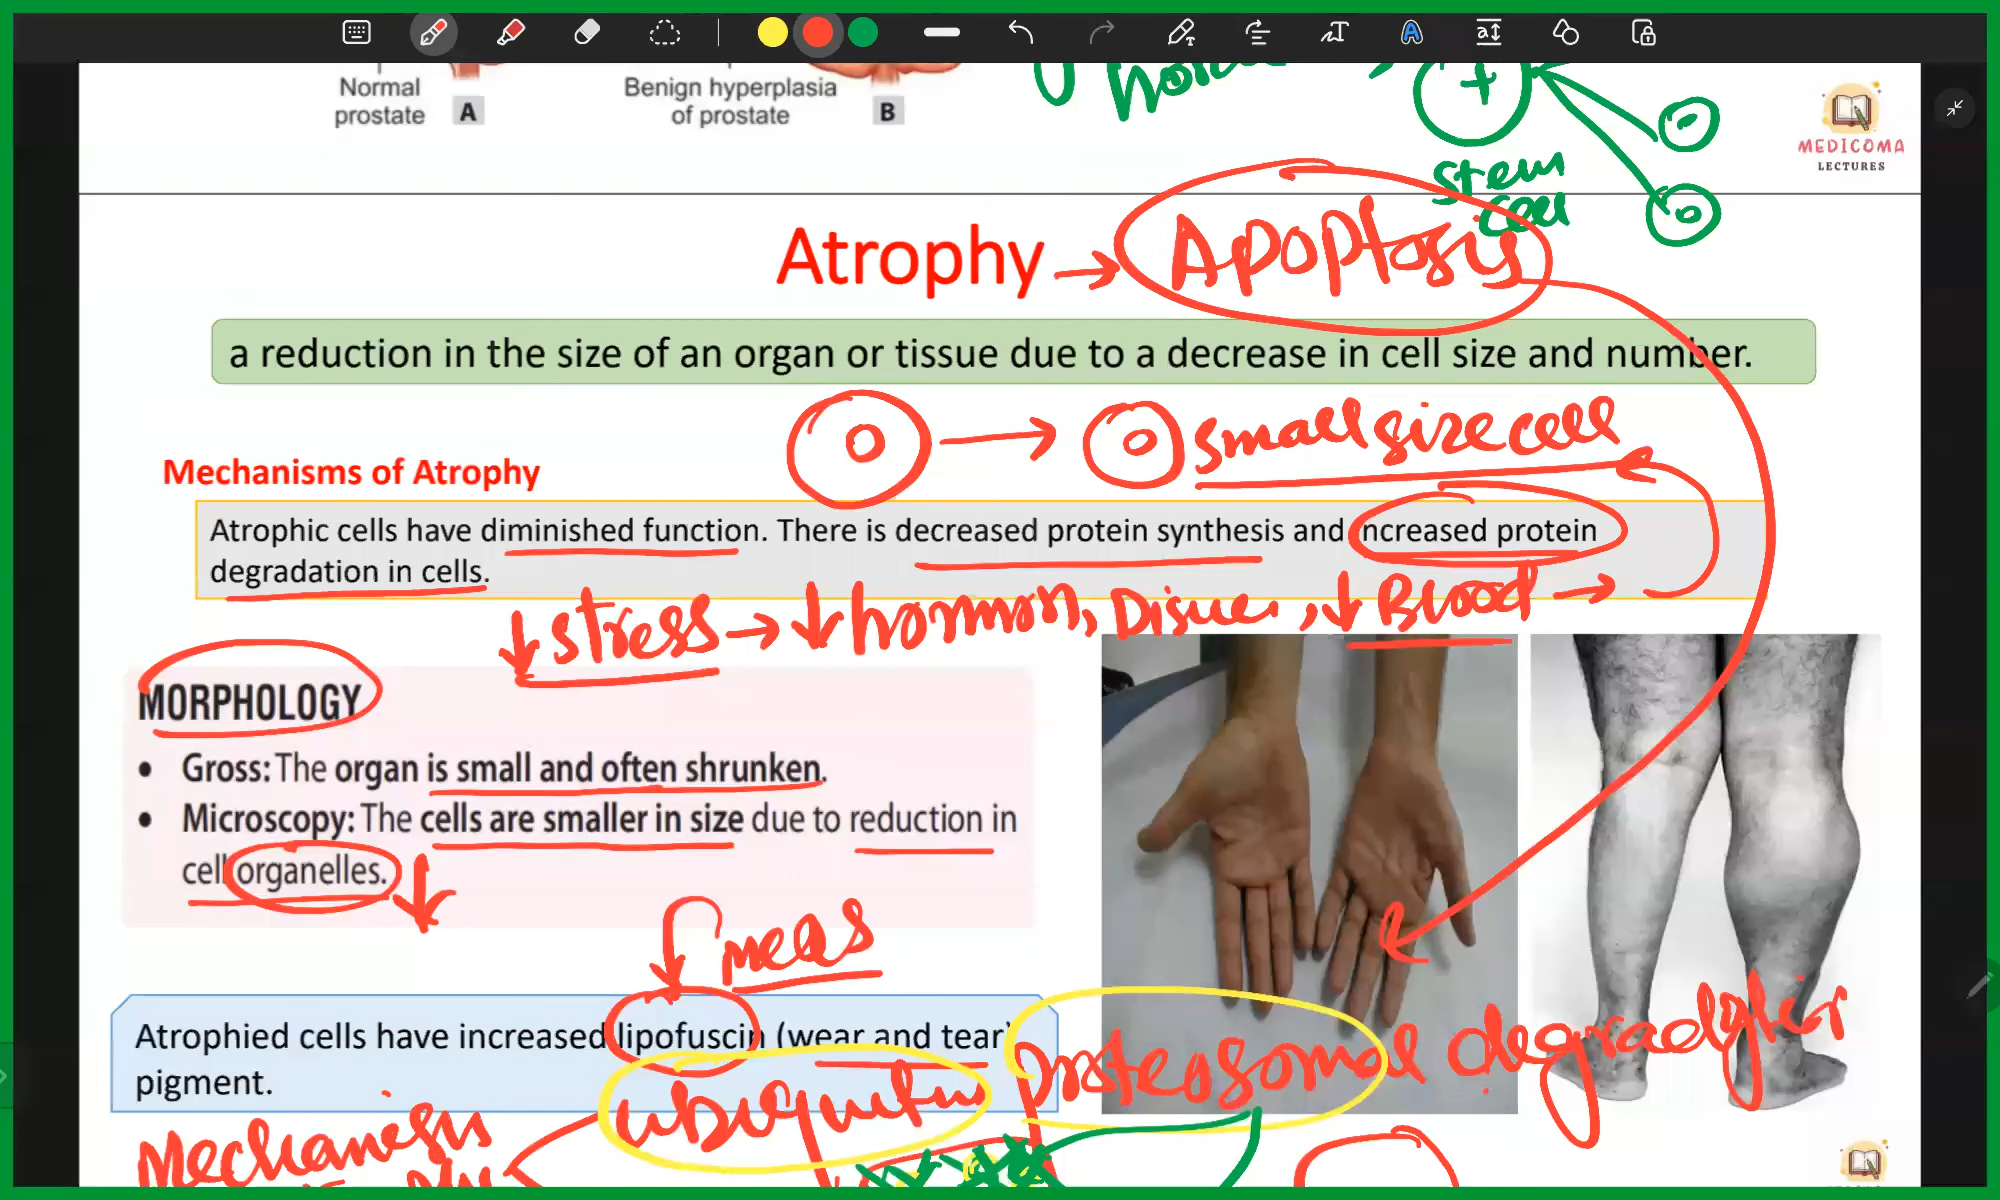 Normal
prostate
A
Benign hyperplasia
of prostate
B
+
stem
cell
MEDICOMA
LECTURES
Atrophy → Apoptosis
a reduction in the size of an organ or tissue due to a decrease in cell size and number.
→ small size cell
Mechanisms of Atrophy
Atrophic cells have diminished function. There is decreased protein synthesis and increased protein
degradation in cells.
↓ stress → ↓ hormon, Disuse, ↓ Blood →
MORPHOLOGY
• Gross: The organ is small and often shrunken.
• Microscopy: The cells are smaller in size due to reduction in
cell organelles. ↓
Atrophied cells have increased lipofuscin (wear and tear)
pigment.
ubiquitin proteosomal
Mechanism